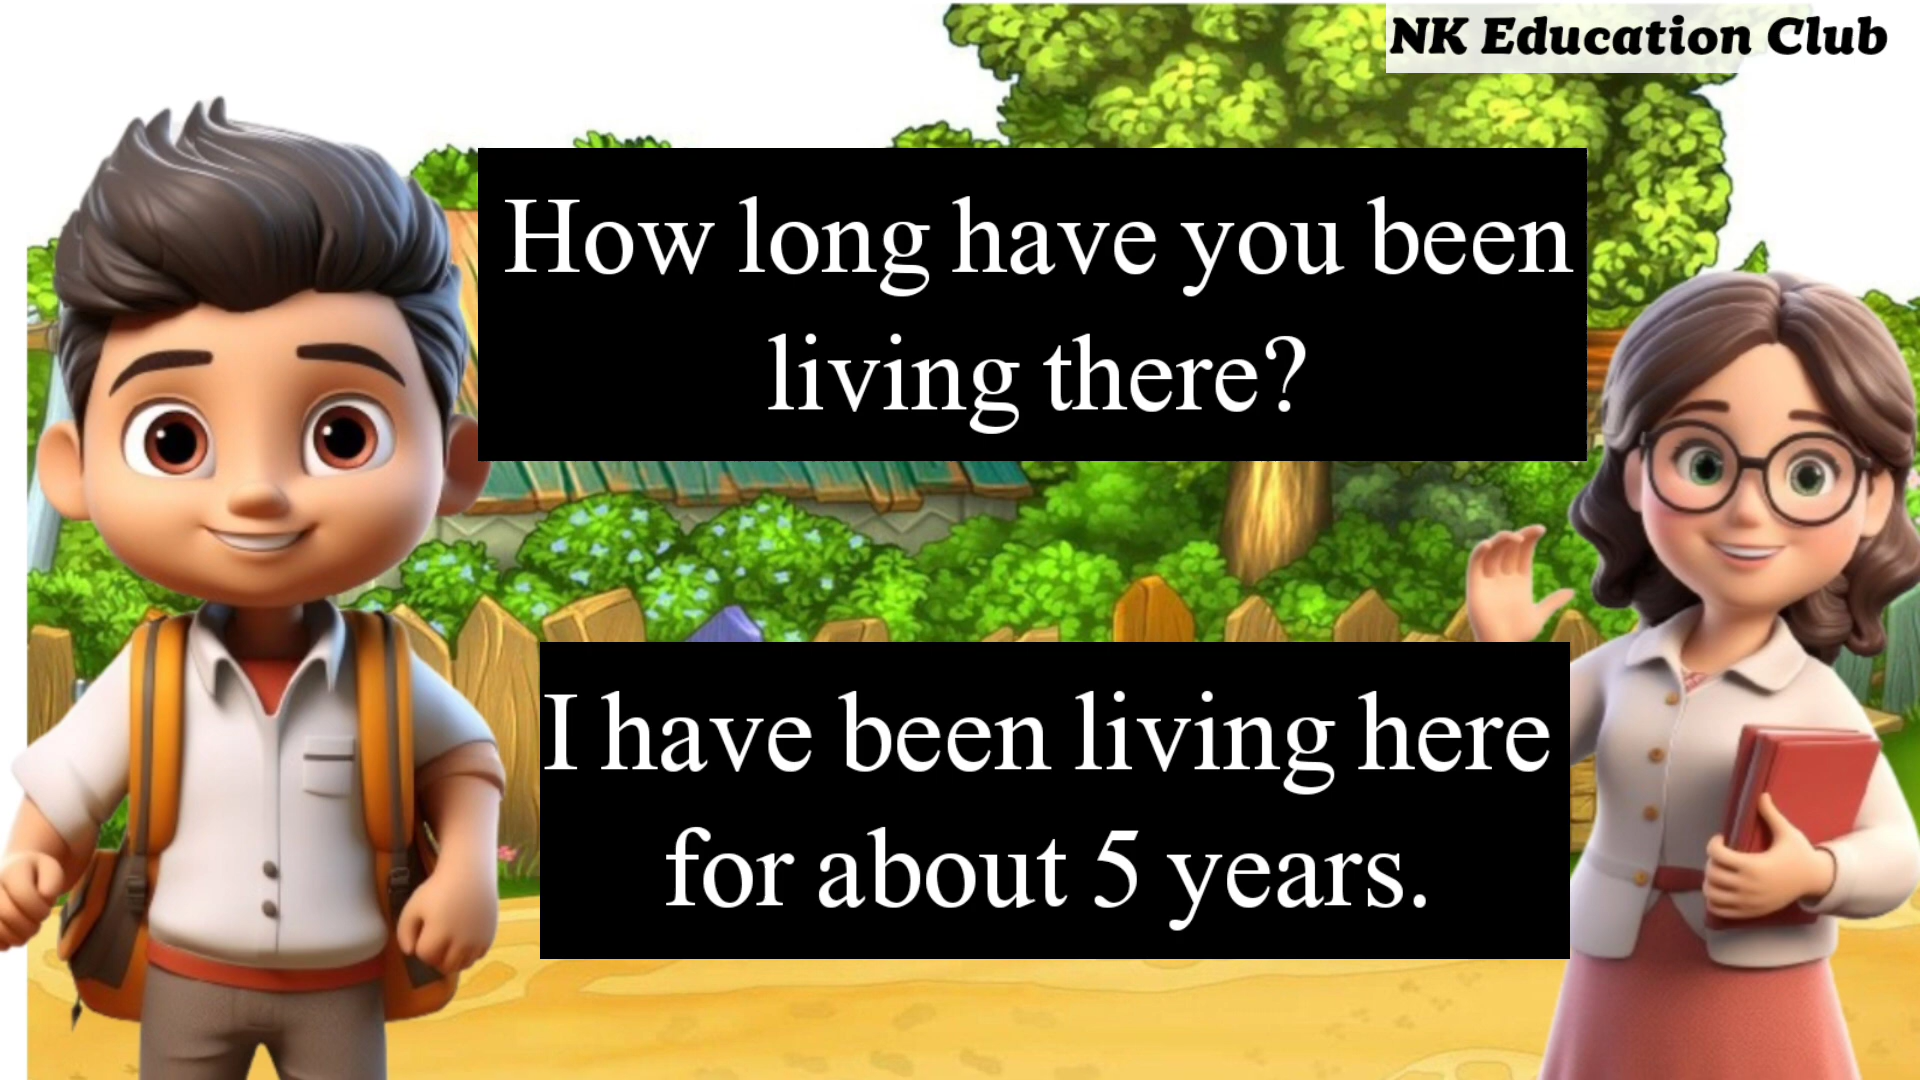 NK Education Club
How long have you been
living there?
I have been living here
for about 5 years.